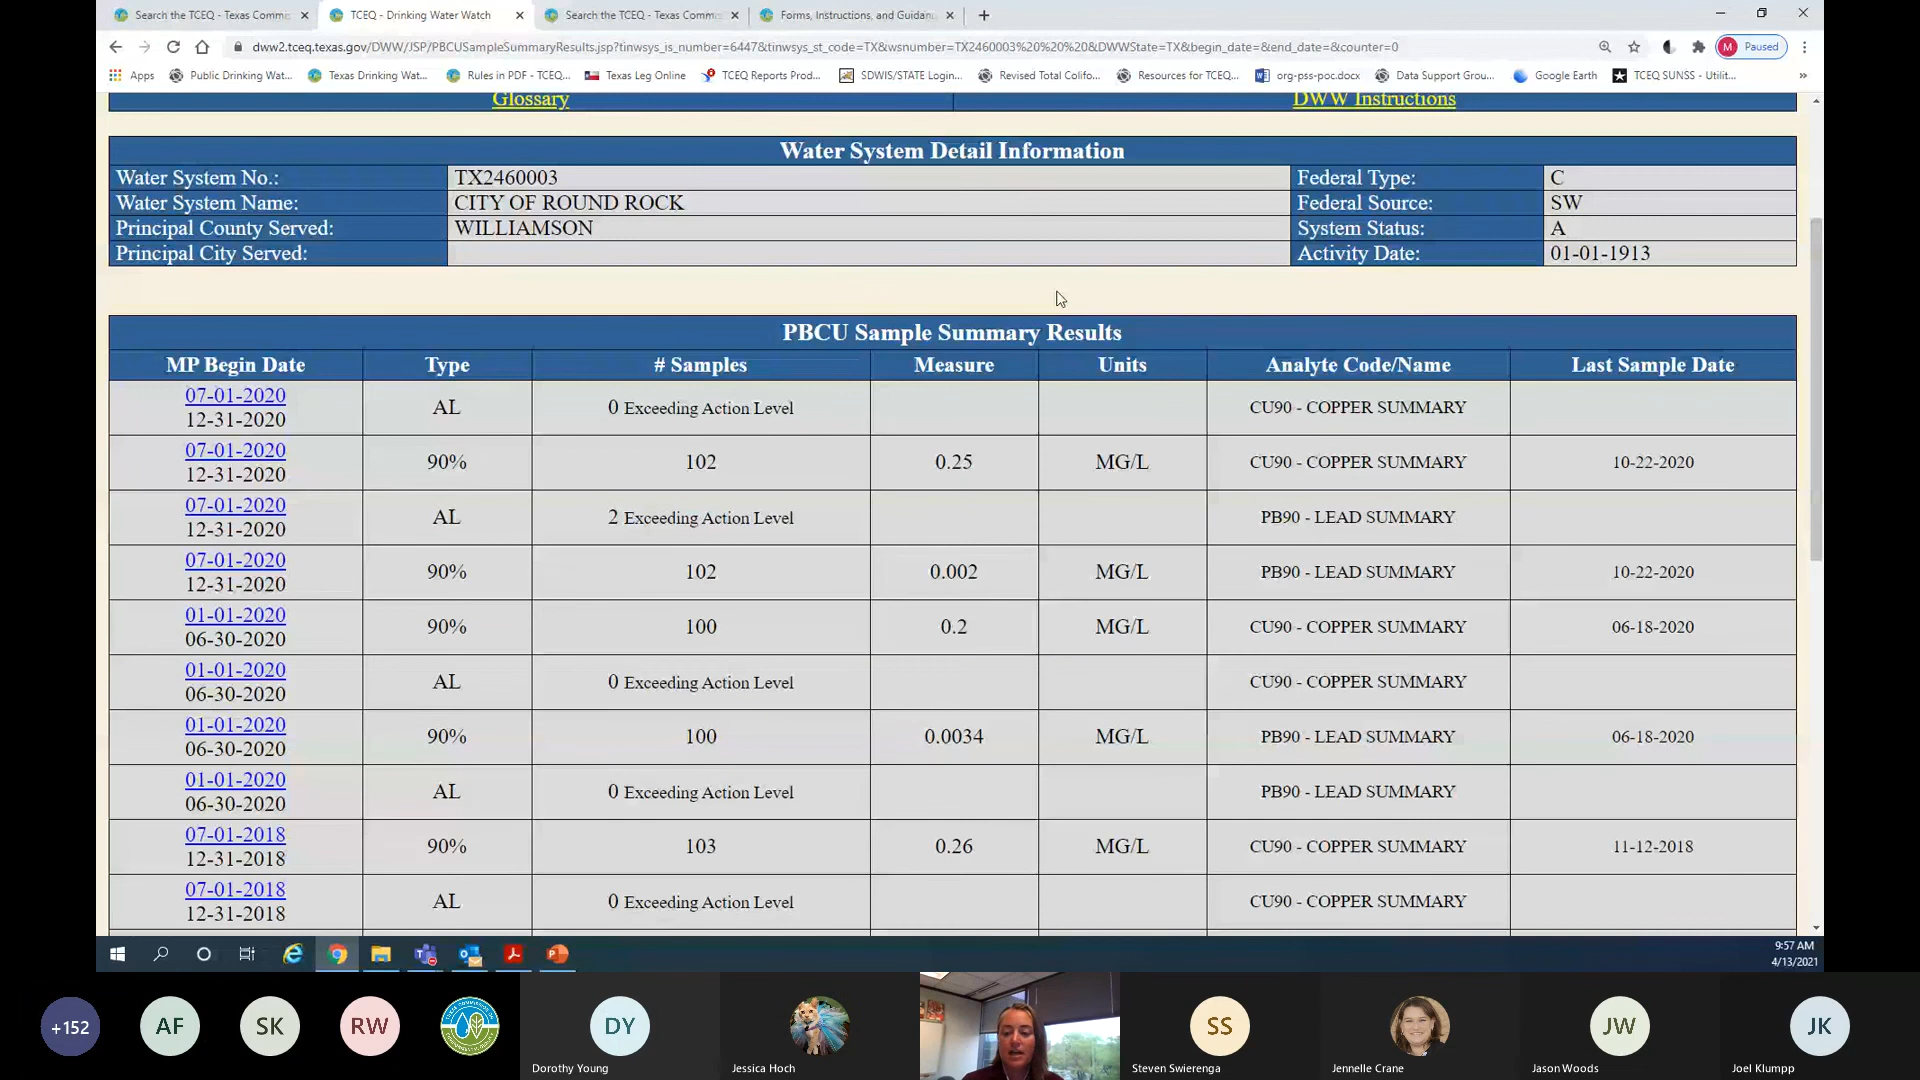 Search the TCEQ - Texas Commi
TCEQ - Drinking Water Watch
Search the TCEQ - Texas Commi
Forms, Instructions, and Guidanc
dww2.tceq.texas.gov/DWW/JSP/PBCUSampleSummaryResults.jsp?tinwsys_is_number=6447&tinwsys_st_code=TX&wsnumber=TX2460003%20%20%20&DWWState=TX&begin_date=&end_date=&counter=0
M Paused
Apps
Public Drinking Wat...
Texas Drinking Wat...
Rules in PDF - TCEQ...
Texas Leg Online
TCEQ Reports Prod...
SDWIS/STATE Login...
Revised Total Colifo...
Resources for TCEQ...
org-pss-poc.docx
Data Support Grou...
Google Earth
TCEQ SUNSS - Utilit...
»
Glossary DWW Instructions
Water System Detail Information
Water System No.: TX2460003 Federal Type: C
Water System Name: CITY OF ROUND ROCK Federal Source: SW
Principal County Served: WILLIAMSON System Status: A
Principal City Served: Activity Date: 01-01-1913
PBCU Sample Summary Results
MP Begin Date Type # Samples Measure Units Analyte Code/Name Last Sample Date
07-01-2020
12-31-2020 AL 0 Exceeding Action Level CU90 - COPPER SUMMARY
07-01-2020
12-31-2020 90% 102 0.25 MG/L CU90 - COPPER SUMMARY 10-22-2020
07-01-2020
12-31-2020 AL 2 Exceeding Action Level PB90 - LEAD SUMMARY
07-01-2020
12-31-2020 90% 102 0.002 MG/L PB90 - LEAD SUMMARY 10-22-2020
01-01-2020
06-30-2020 90% 100 0.2 MG/L CU90 - COPPER SUMMARY 06-18-2020
01-01-2020
06-30-2020 AL 0 Exceeding Action Level CU90 - COPPER SUMMARY
01-01-2020
06-30-2020 90% 100 0.0034 MG/L PB90 - LEAD SUMMARY 06-18-2020
01-01-2020
06-30-2020 AL 0 Exceeding Action Level PB90 - LEAD SUMMARY
07-01-2018
12-31-2018 90% 103 0.26 MG/L CU90 - COPPER SUMMARY 11-12-2018
07-01-2018
12-31-2018 AL 0 Exceeding Action Level CU90 - COPPER SUMMARY
9:57 AM
4/13/2021
+152
AF
SK
RW
DY
Dorothy Young
Jessica Hoch
SS
Steven Swierenga
Jennelle Crane
JW
Jason Woods
JK
Joel Klumpp